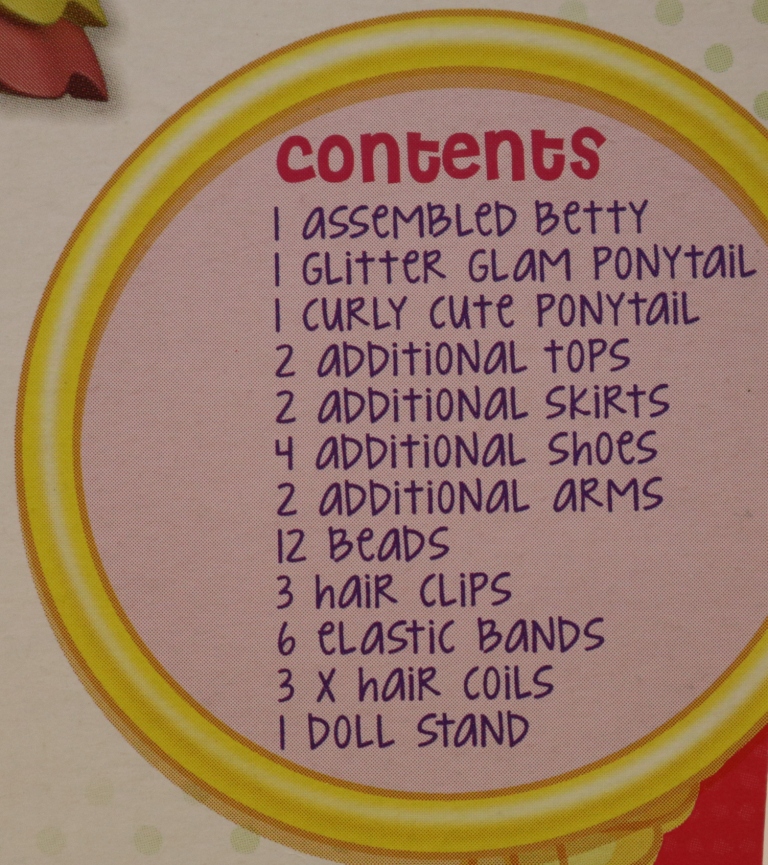 contents
1 assembled Betty
1 Glitter Glam Ponytail
1 Curly Cute Ponytail
2 additional tops
2 additional skirts
4 additional shoes
2 additional arms
12 Beads
3 hair clips
6 elastic bands
3 x hair coils
1 Doll stand